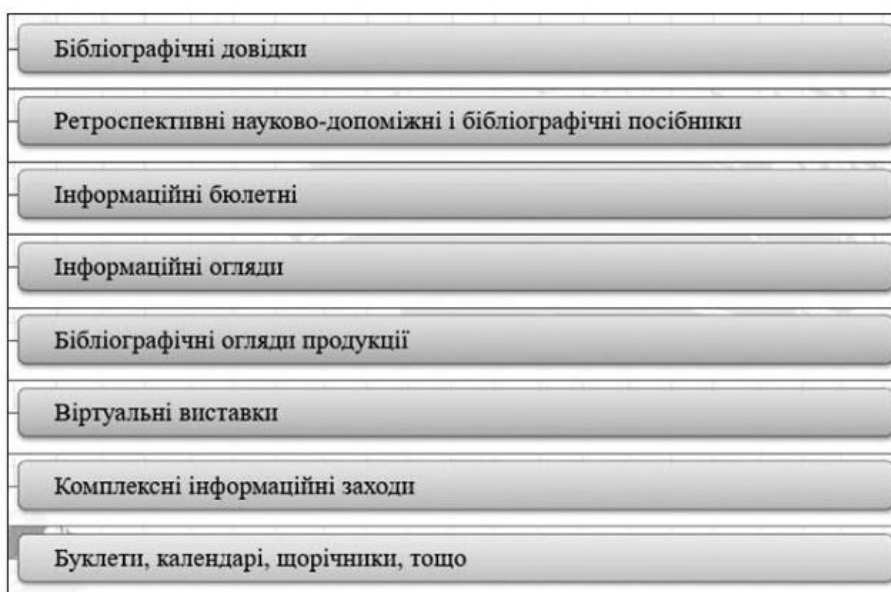 Бібліографічні довідки
Ретроспективні науково-допоміжні і бібліографічні посібники
Інформаційні бюлетні
Інформаційні огляди
Бібліографічні огляди продукції
Віртуальні виставки
Комплексні інформаційні заходи
Буклети, календарі, щорічники, тощо